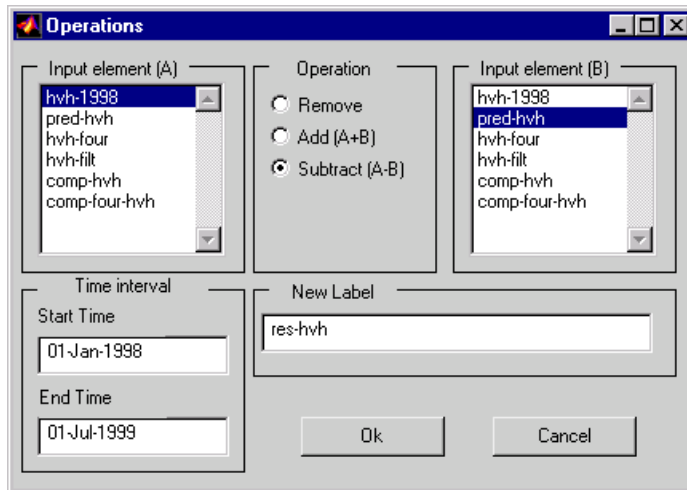 Operations
Input element (A)
hvh-1998
pred-hvh
hvh-four
hvh-filt
comp-hvh
comp-four-hvh
Operation
Remove
Add (A+B)
Subtract (A-B)
Input element (B)
hvh-1998
pred-hvh
hvh-four
hvh-filt
comp-hvh
comp-four-hvh
Time interval
Start Time
01-Jan-1998
End Time
01-Jul-1999
New Label
res-hvh
Ok
Cancel